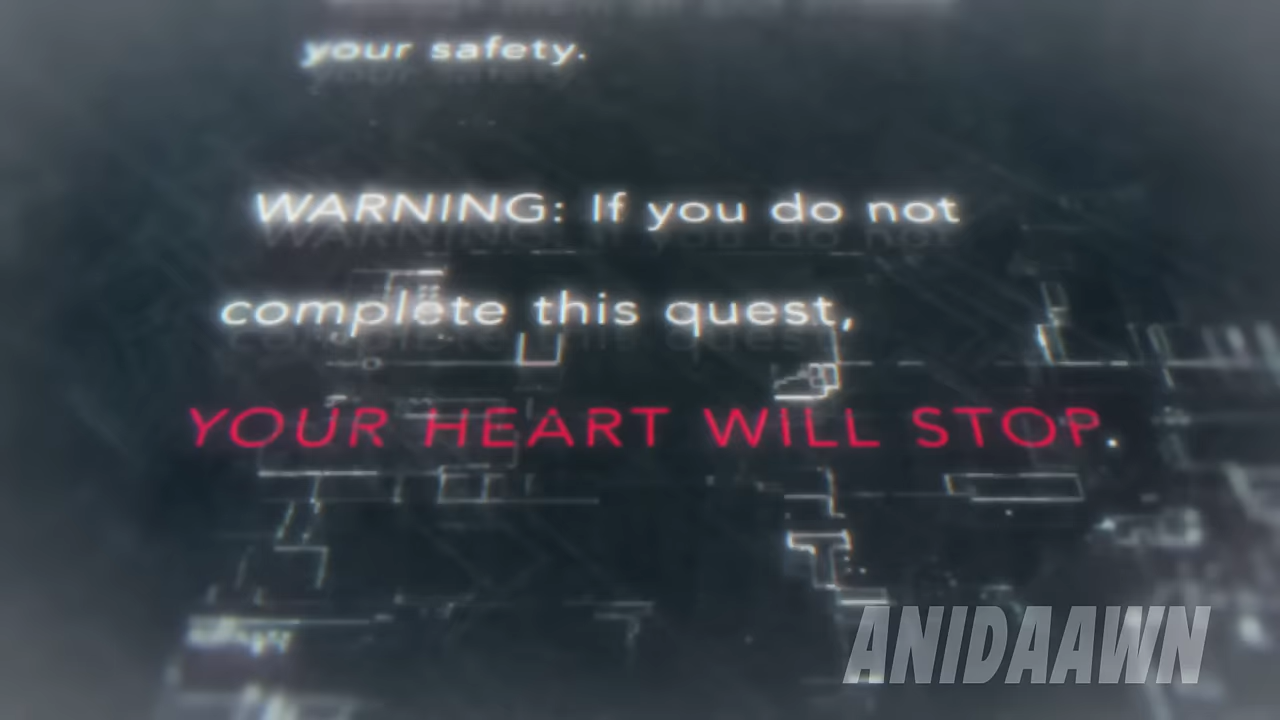 your safety.
WARNING: If you do not
complete this quest,
YOUR HEART WILL STOP.
ANIDAAWN